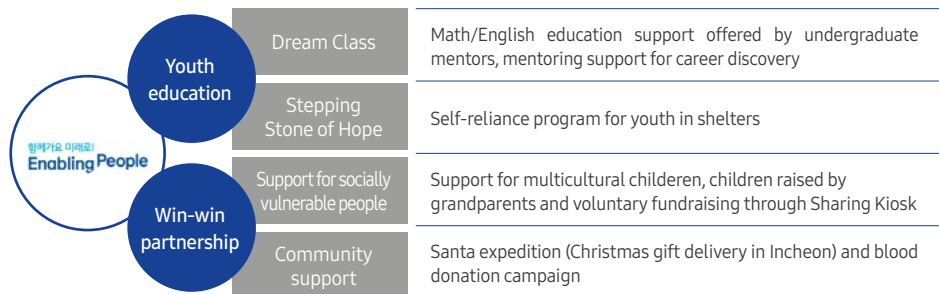 함께가요 미래로!
Enabling People
Youth
education
Dream Class
Math/English education support offered by undergraduate
mentors, mentoring support for career discovery
Stepping
Stone of Hope
Self-reliance program for youth in shelters
Win-win
partnership
Support for socially
vulnerable people
Support for multicultural childeren, children raised by
grandparents and voluntary fundraising through Sharing Kiosk
Community
support
Santa expedition (Christmas gift delivery in Incheon) and blood
donation campaign